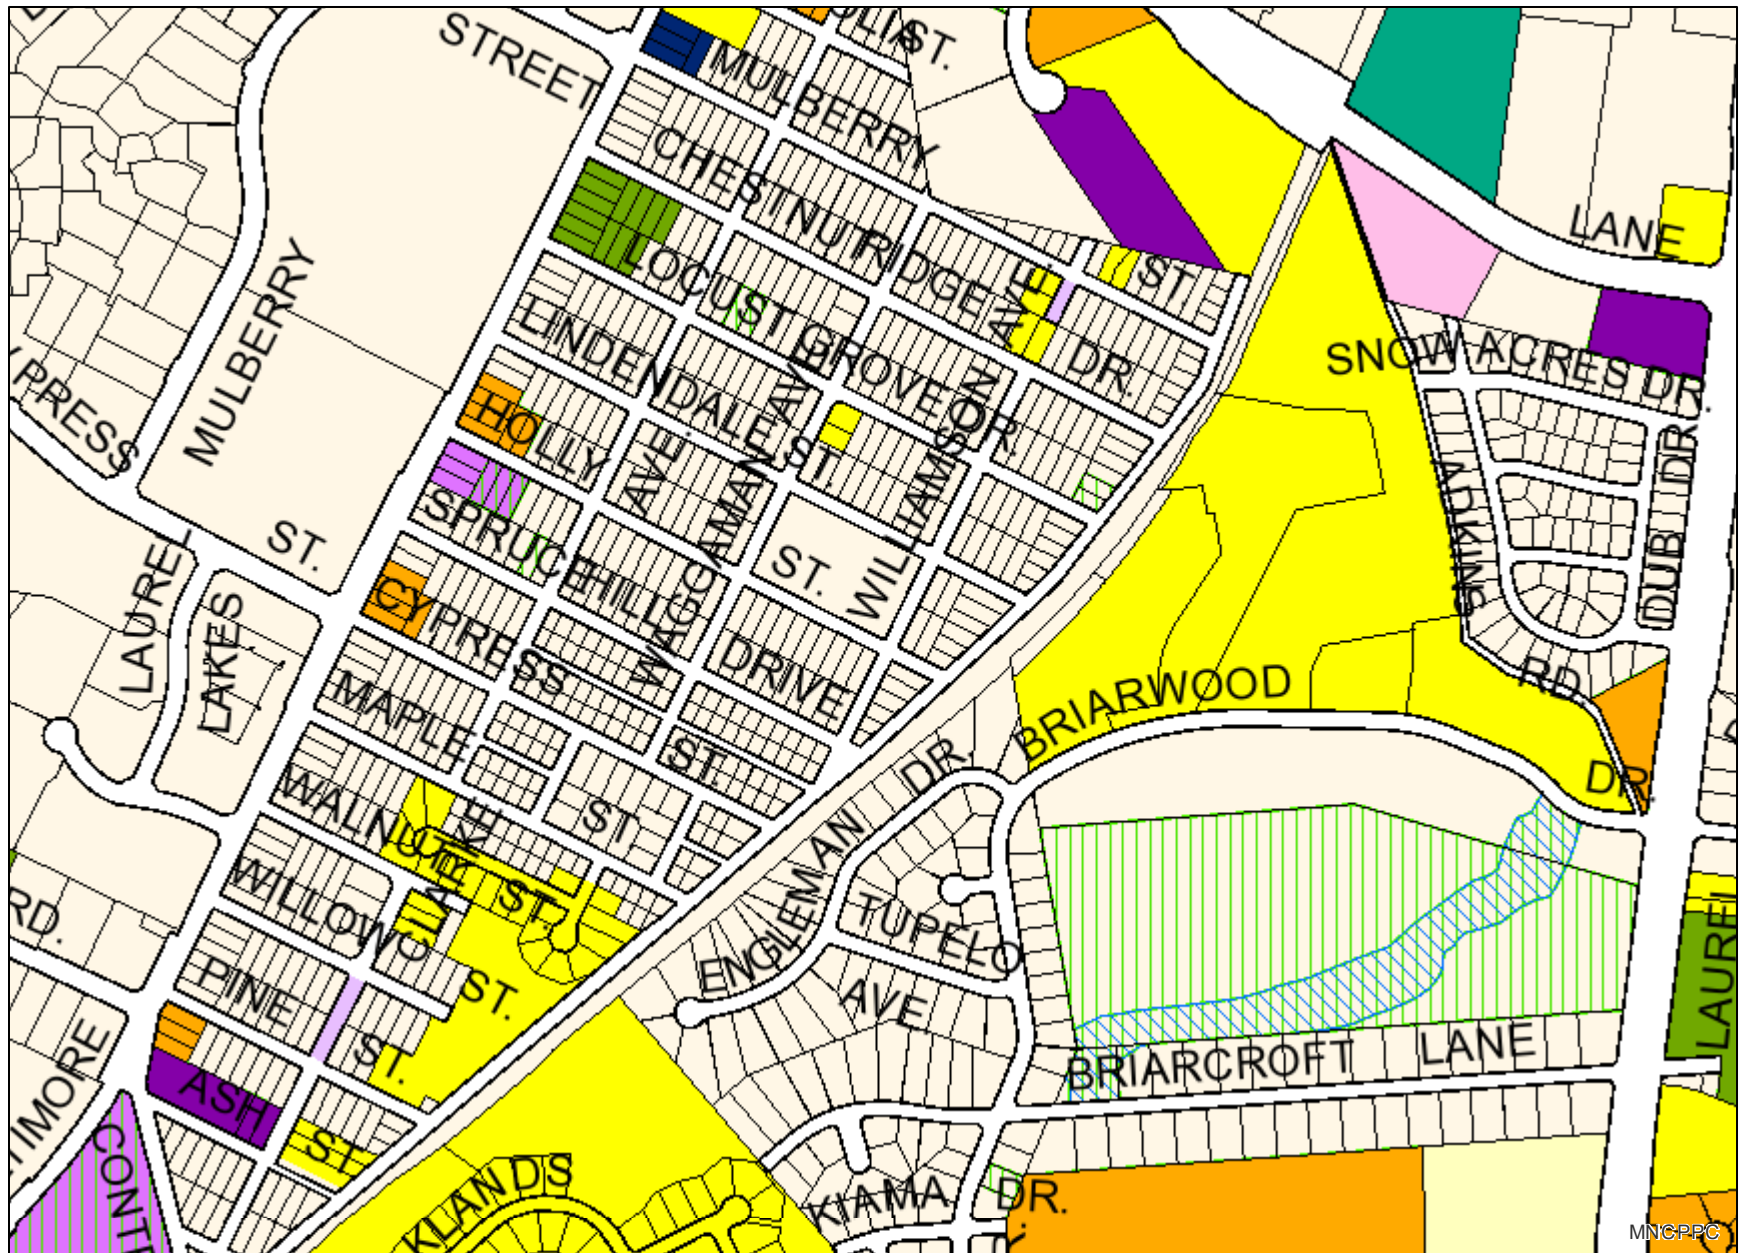 ST.
STREET
MULBERRY
CHESTNUT RIDGE
AVE.
ST.
LANE
LOCUST GROVE DR.
DR.
SNOW ACRES DR.
MULBERRY
LINDENDALE ST.
HOLLY
AVE.
WAGGAMAN AVE
WILLIAMSON
ST.
ADKINS
RD.
DUB DR.
ST.
SPRUCE HILL
DRIVE
LAUREL
LAKES
CYPRESS
ST.
BRIARWOOD
DR.
MAPLE
ST
WALNUT
ST.
CLARKE
ENGLEMAN DR.
TUPELO
AVE
WILLOW
ST.
RD.
PINE
ST.
LAUREL
BRIARCROFT LANE
ASH
ST.
KIAMA
DR.
MNCPPC